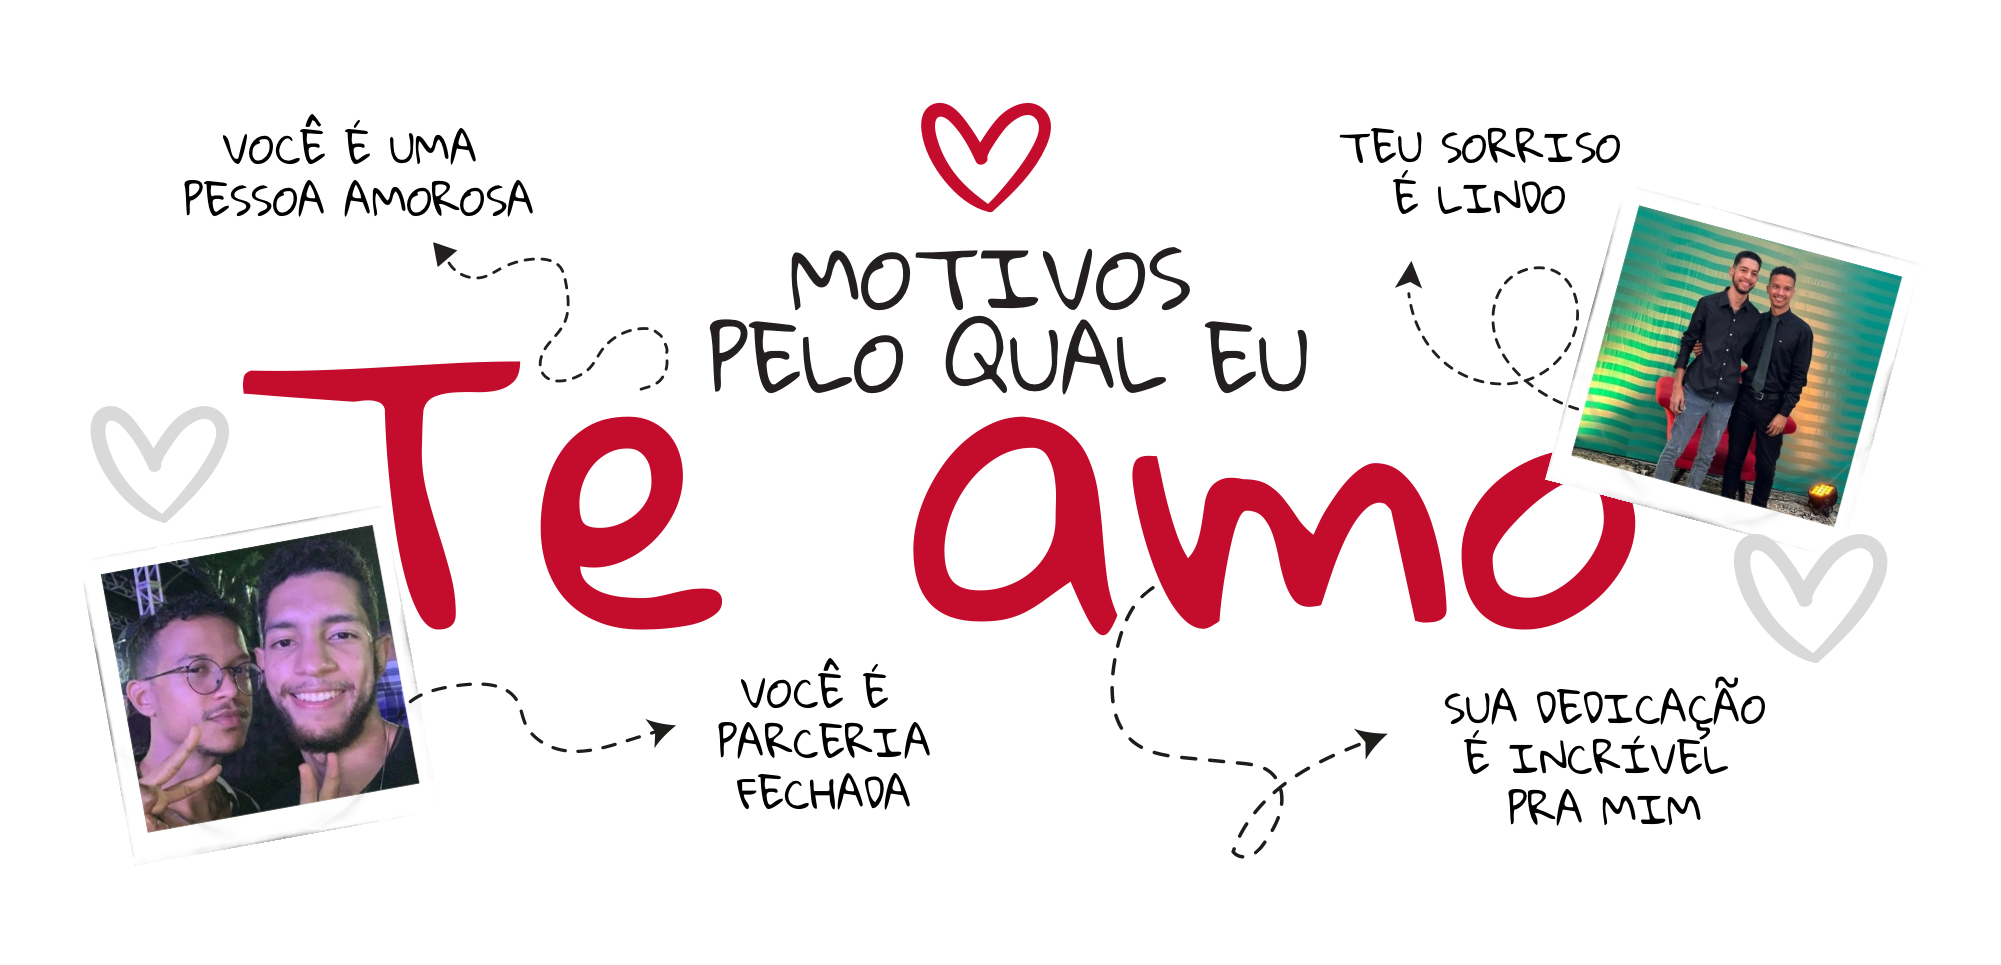 VOCÊ É UMA
PESSOA AMOROSA
TEU SORRISO
É LINDO
MOTIVOS
PELO QUAL EU
Te amo
VOCÊ É
PARCERIA
FECHADA
SUA DEDICAÇÃO
É INCRÍVEL
PRA MIM